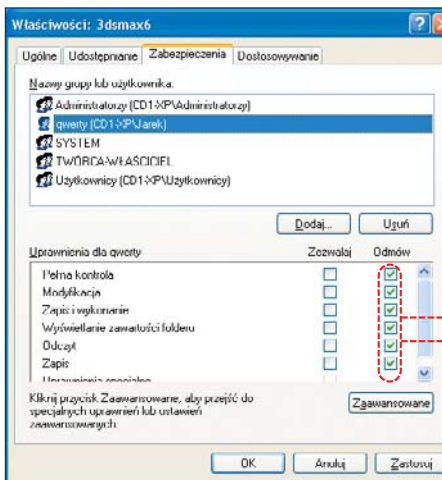 Właściwości: 3dsmax6
Ogólne Udostępnianie Zabezpieczenia Dostosowywanie
Nazwy grupy lub użytkownika:
Administratorzy (CD1-XP\Administratorzy)
qwerty (CD1-XP\Jarek)
SYSTEM
TWÓRCA-WŁAŚCICIEL
Użytkownicy (CD1-XP\Użytkownicy)
Dodaj... Usuń
Uprawnienia dla qwerty Zezwalaj Odmów
Pełna kontrola
Modyfikacja
Zapis i wykonanie
Wyświetlanie zawartości folderu
Odczyt
Zapis
Uprawnienia specjalne
Kliknij przycisk Zaawansowane, aby przejść do
specjalnych uprawnień lub ustawień
zaawansowanych.
Zaawansowane
OK Anuluj Zastosuj